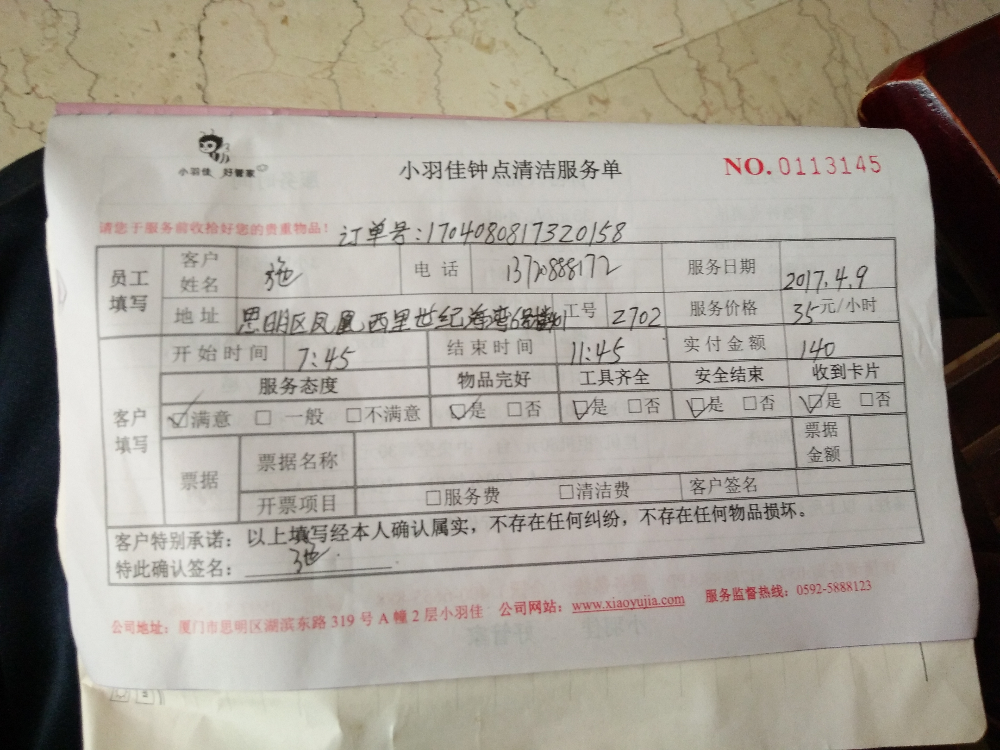 小羽佳 好管家
小羽佳钟点清洁服务单 NO. 0113145
请您于服务前收拾好您的贵重物品！ 订单号:1704080817320158
员工填写 客户姓名 电话 服务日期 2017.4.9
地址 思明区凤凰西里世纪海湾 工号 2702 服务价格 35元/小时
客户填写 开始时间 7:45 结束时间 11:45 实付金额 140
服务态度 物品完好 工具齐全 安全结束 收到卡片
☑满意 □ 一般 □不满意 ☑是 □否 ☑是 □否 ☑是 □否 ☑是 □否
票据 票据名称 票据金额
开票项目 □服务费 □清洁费 客户签名
客户特别承诺：以上填写经本人确认属实，不存在任何纠纷，不存在任何物品损坏。
特此确认签名：
公司地址：厦门市思明区湖滨东路 319 号 A 幢 2 层小羽佳 公司网站：www.xiaoyujia.com 服务监督热线：0592-5888123